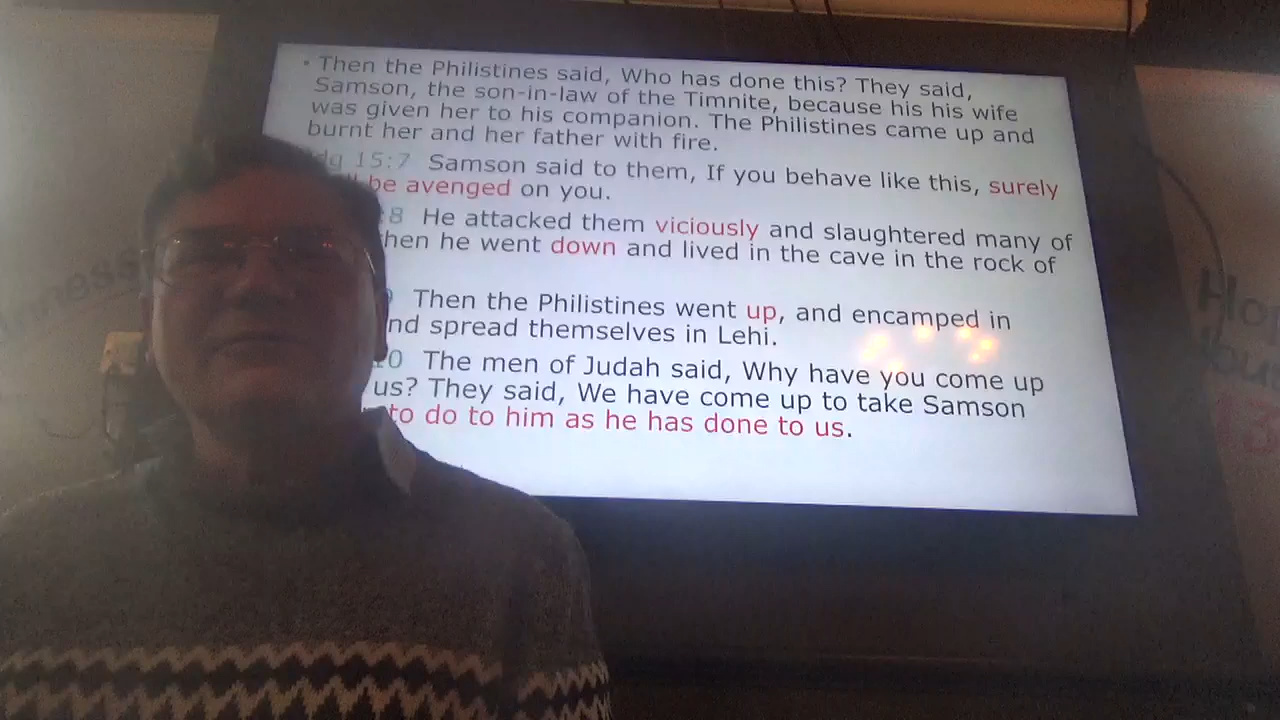 • Then the Philistines said, Who has done this? They said,
Samson, the son-in-law of the Timnite, because his his wife
was given her to his companion. The Philistines came up and
burnt her and her father with fire.
15:7 Samson said to them, If you behave like this, surely
be avenged on you.
:8 He attacked them viciously and slaughtered many of
he went down and lived in the cave in the rock of
Then the Philistines went up, and encamped in
spread themselves in Lehi.
The men of Judah said, Why have you come up
us? They said, We have come up to take Samson
to do to him as he has done to us.